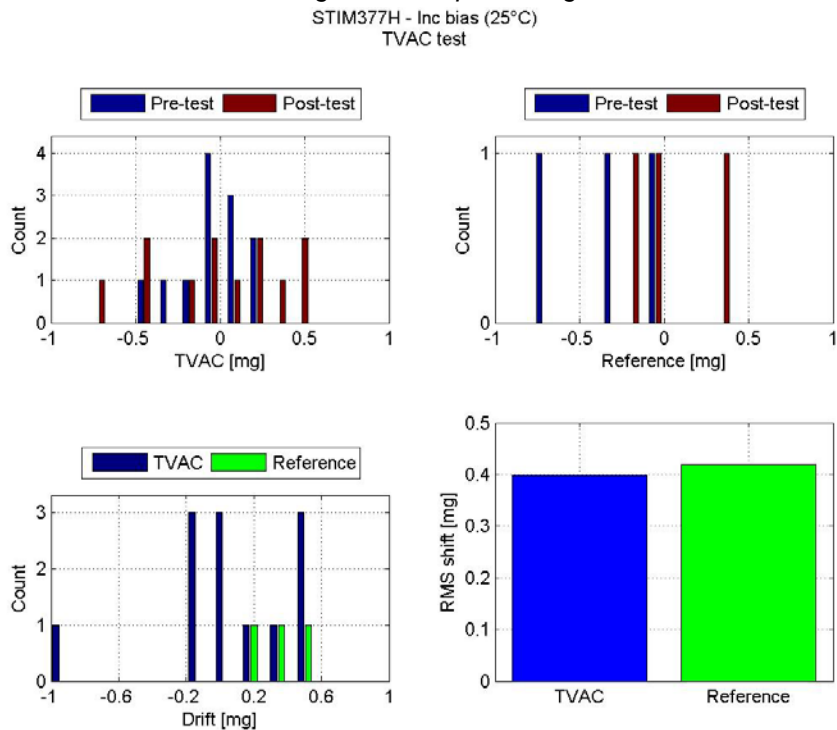 STIM377H - Inc bias (25°C)
TVAC test
Pre-test Post-test
4
3
2
1
0
Count
-1 -0.5 0 0.5 1
TVAC [mg]
Pre-test Post-test
1
0
Count
-1 -0.5 0 0.5 1
Reference [mg]
TVAC Reference
3
2
1
0
Count
-1 -0.6 -0.2 0.2 0.6 1
Drift [mg]
0.5
0.4
0.3
0.2
0.1
0
RMS shift [mg]
TVAC Reference